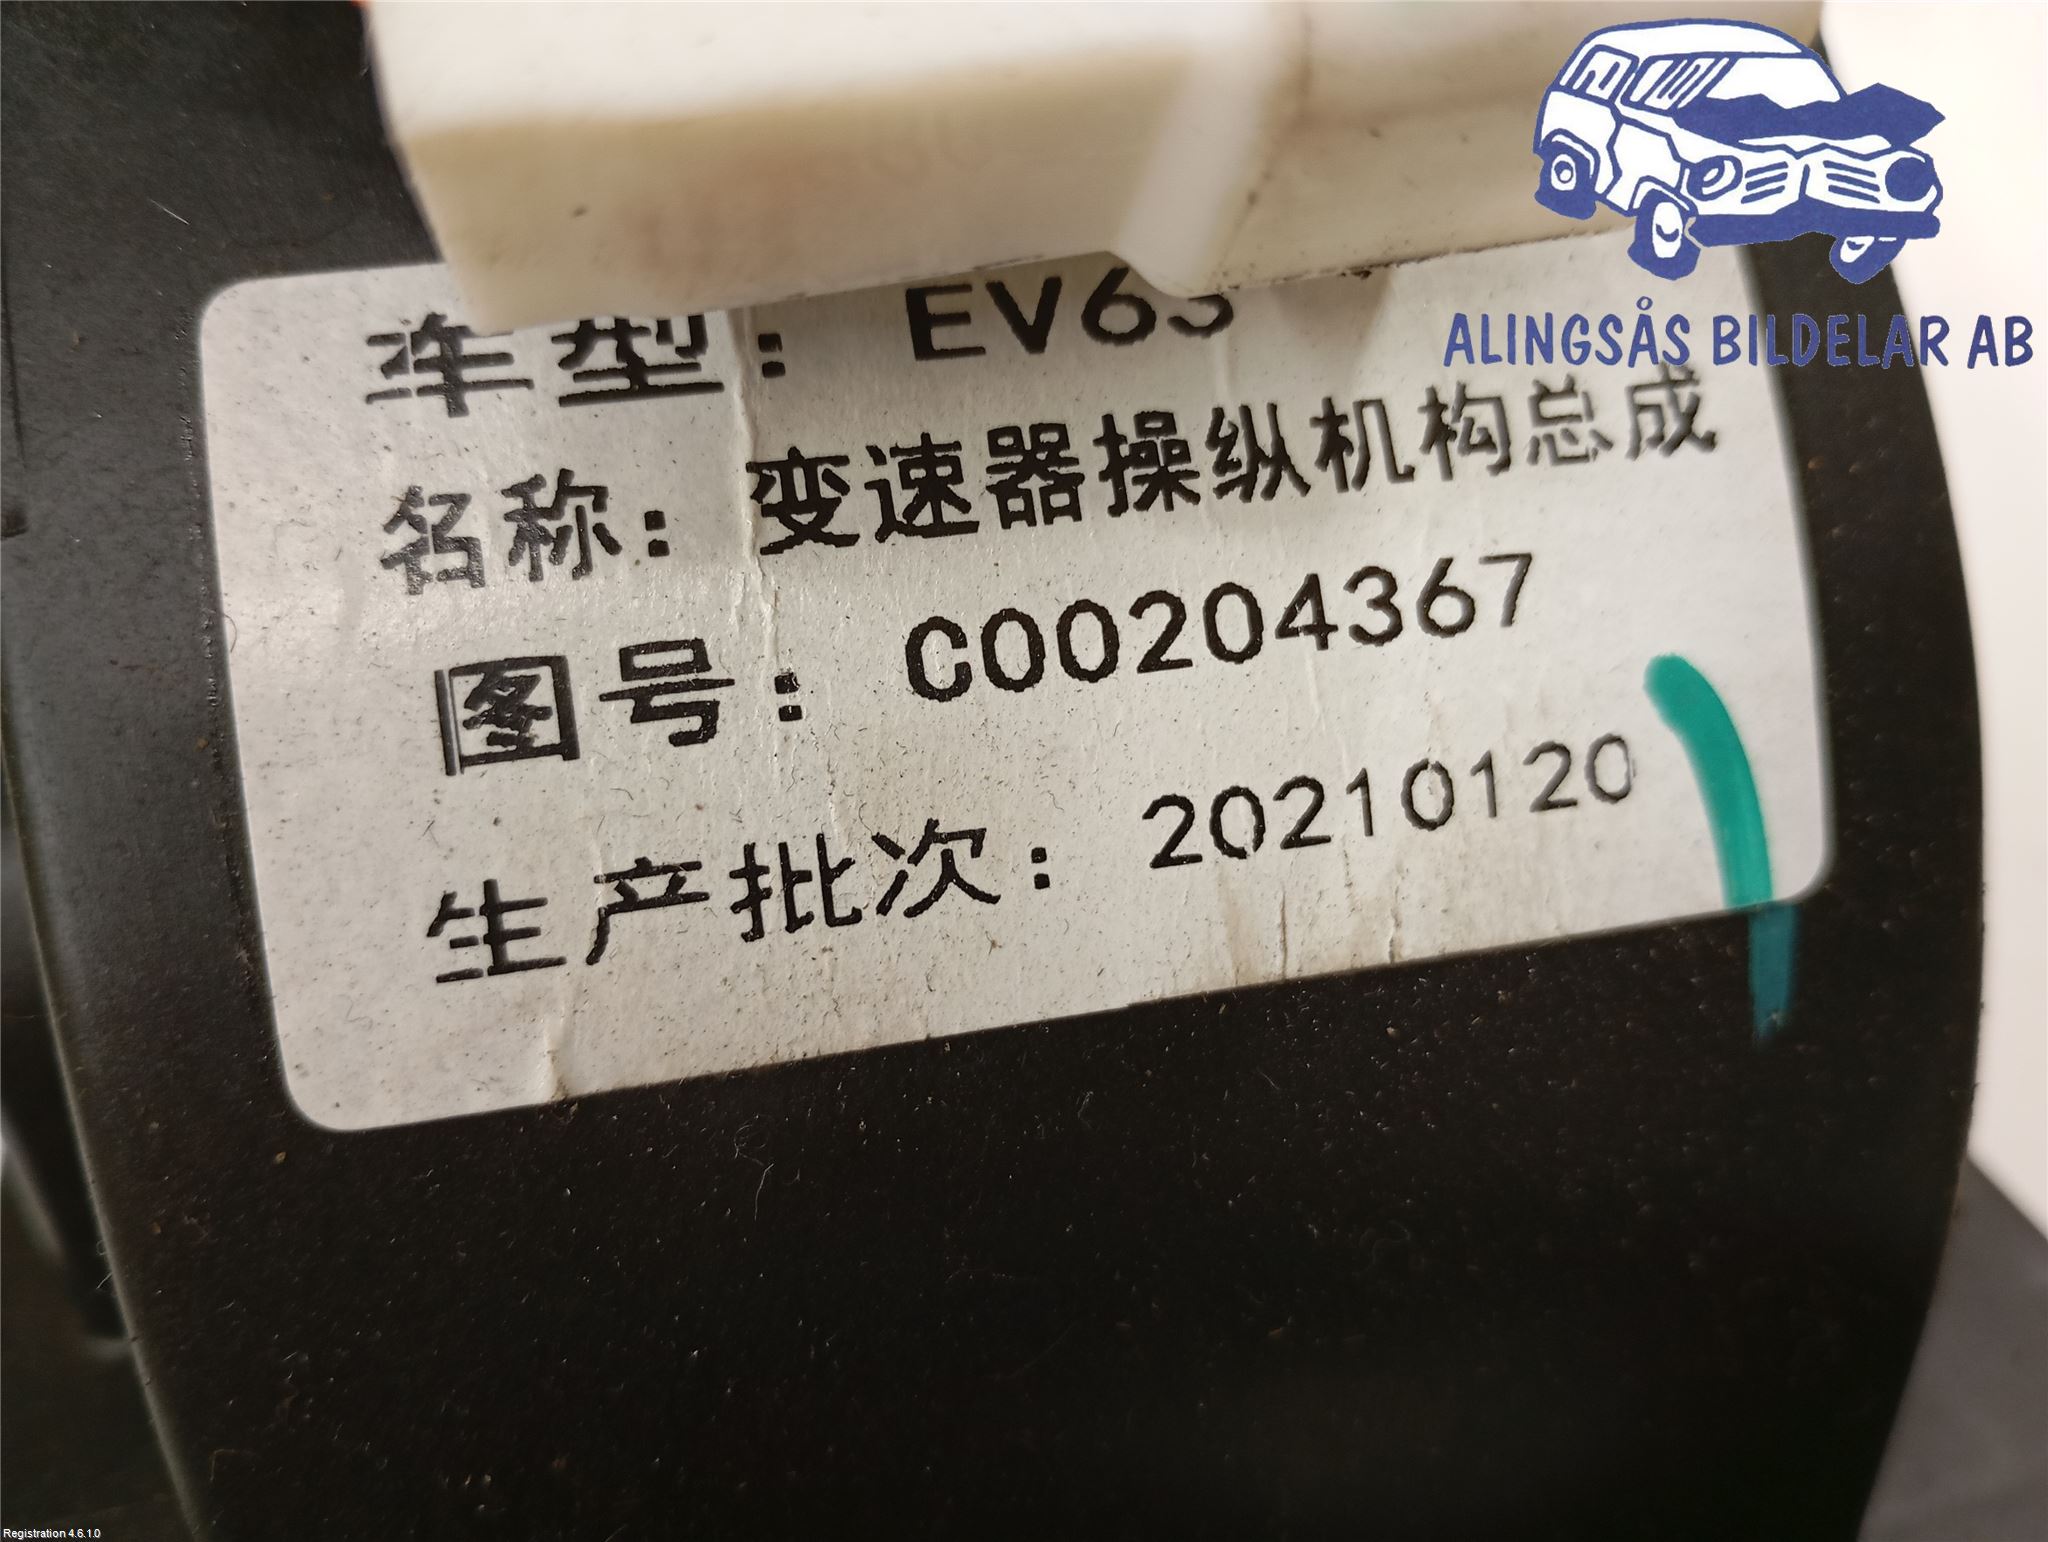 车型： EV63
名称：变速器操纵机构总成
图号： C00204367
生产批次： 20210120
ALINGSÅS BILDELAR AB
Registration 4.6.1.0